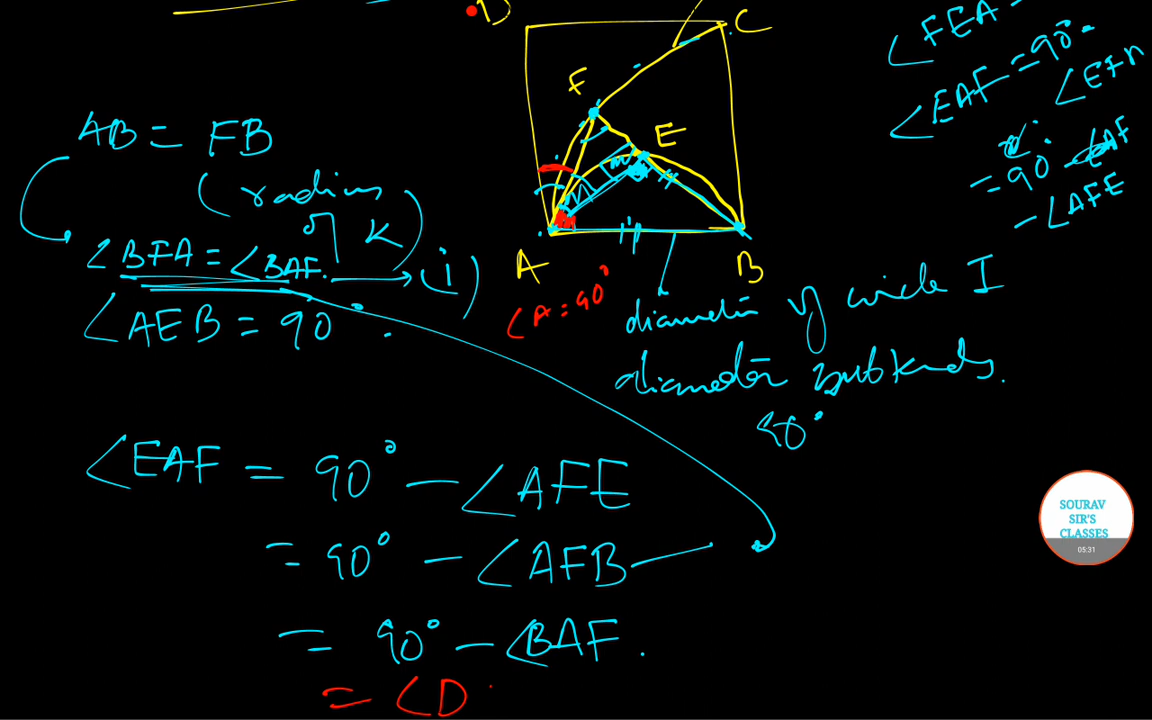 D
C
F
E
A
B
∠FEA =
= 90°
∠EAF
= 90°
- ∠AFE
AB = FB
(radius
of K)
∠BFA = ∠BAF. → (i)
∠AEB = 90°.
∠A = 90°
diameter of circle I
diameter subtends.
90°
∠EAF = 90° - ∠AFE
= 90° - ∠AFB
= 90° - ∠BAF.
= ∠D
SOURAV
SIR'S
CLASSES
05:31